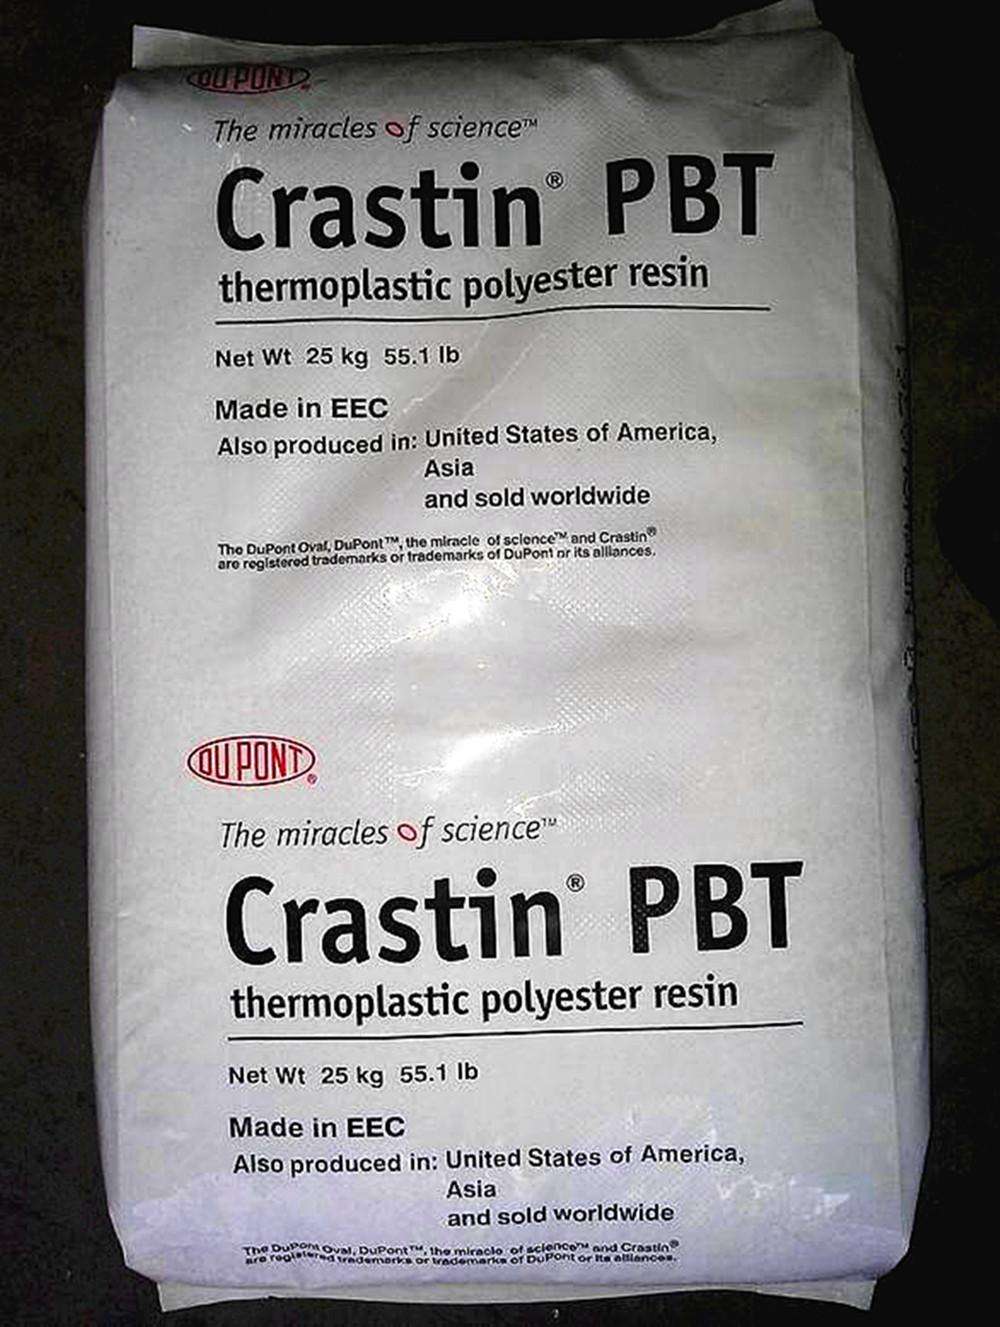 DU PONT®
The miracles of science™
Crastin® PBT
thermoplastic polyester resin
Net Wt 25 kg 55.1 lb
Made in EEC
Also produced in: United States of America,
Asia
and sold worldwide
The DuPont Oval, DuPont™, the miracle of science™ and Crastin®
are registered trademarks or trademarks of DuPont or its alliances.
DU PONT®
The miracles of science™
Crastin® PBT
thermoplastic polyester resin
Net Wt 25 kg 55.1 lb
Made in EEC
Also produced in: United States of America,
Asia
and sold worldwide
The DuPont Oval, DuPont™, the miracle of science™ and Crastin®
are registered trademarks or trademarks of DuPont or its alliances.